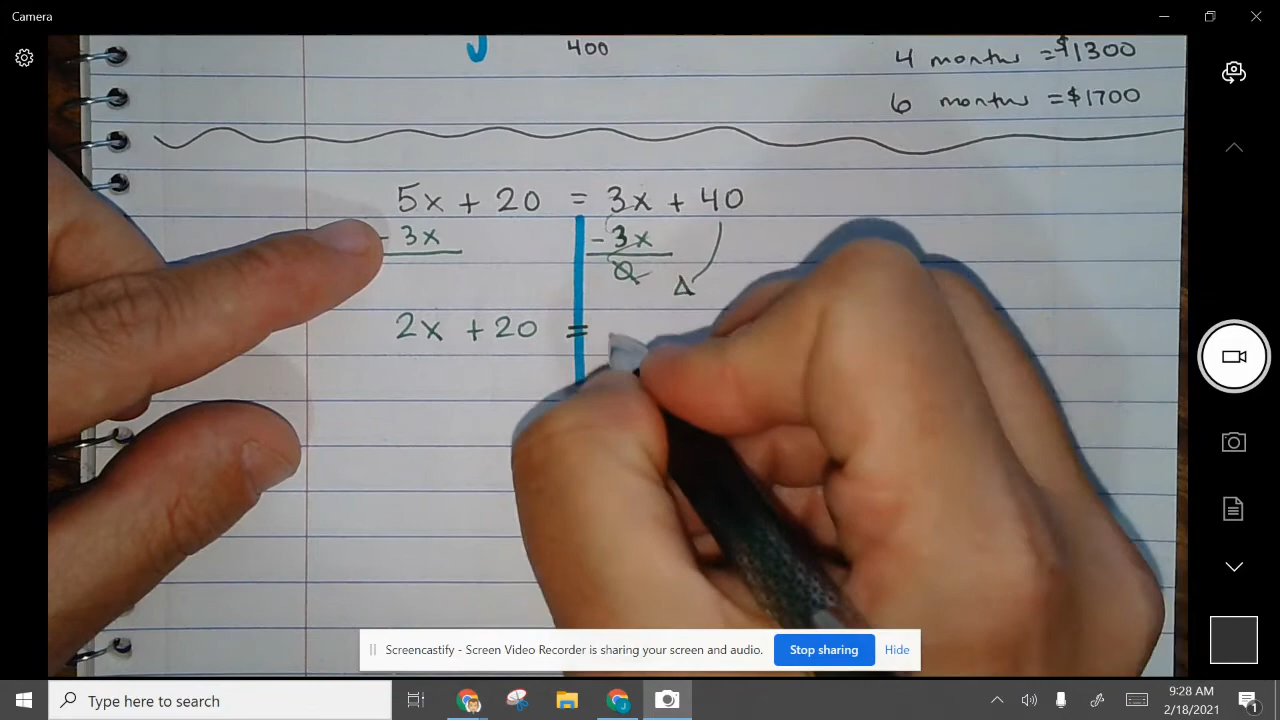 Camera
400
4 months = $1300
6 months = $1700
5x + 20 = 3x + 40
- 3x - 3x
0
2x + 20 =
Screencastify - Screen Video Recorder is sharing your screen and audio. Stop sharing Hide
Type here to search
9:28 AM
2/18/2021
1